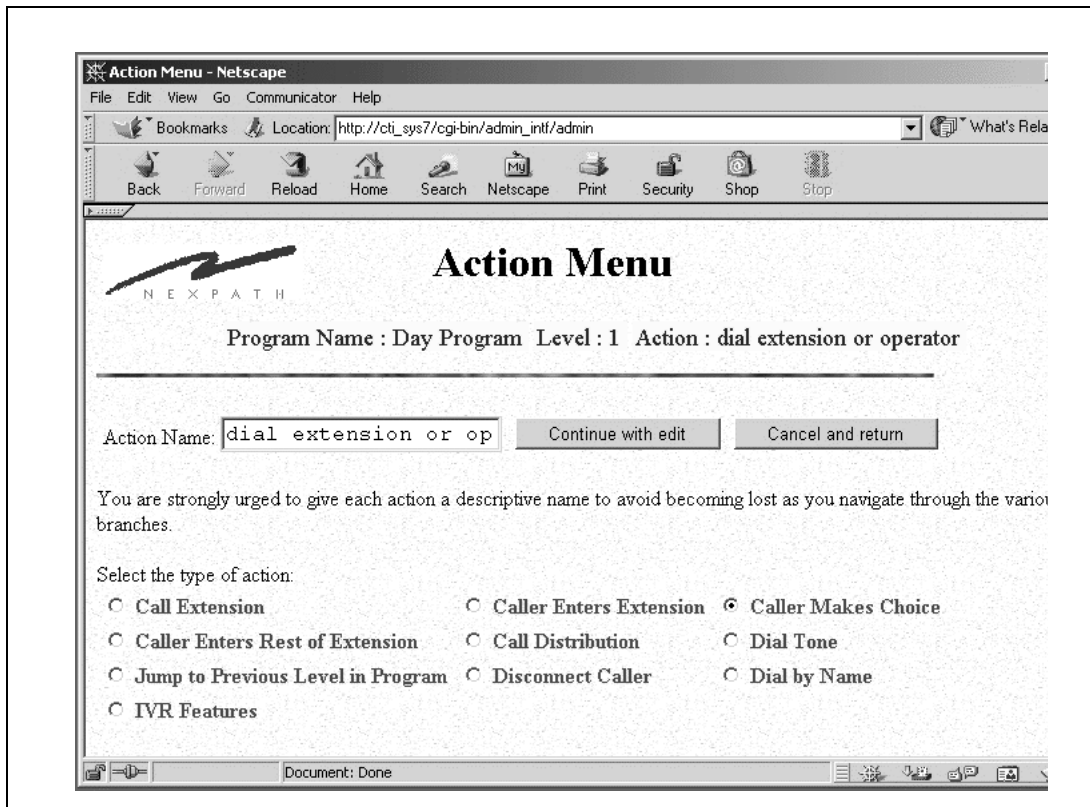 Action Menu - Netscape
File Edit View Go Communicator Help
Bookmarks Location: http://cti_sys7/cgi-bin/admin_intf/admin What's Rela
My
Back Forward Reload Home Search Netscape Print Security Shop Stop
NEXPATH
Action Menu
Program Name : Day Program Level : 1 Action : dial extension or operator
Action Name: dial extension or op Continue with edit Cancel and return
You are strongly urged to give each action a descriptive name to avoid becoming lost as you navigate through the variou
branches.
Select the type of action:
Call Extension Caller Enters Extension Caller Makes Choice
Caller Enters Rest of Extension Call Distribution Dial Tone
Jump to Previous Level in Program Disconnect Caller Dial by Name
IVR Features
Document: Done